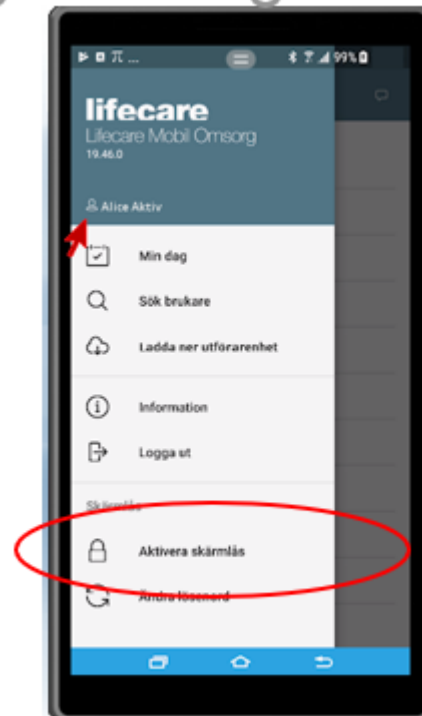 π ... 99%
lifecare
Lifecare Mobil Omsorg
19.46.0
Alice Aktiv
Min dag
Sök brukare
Ladda ner utförarenhet
Information
Logga ut
Skärmlås
Aktivera skärmlås
Ändra lösenord